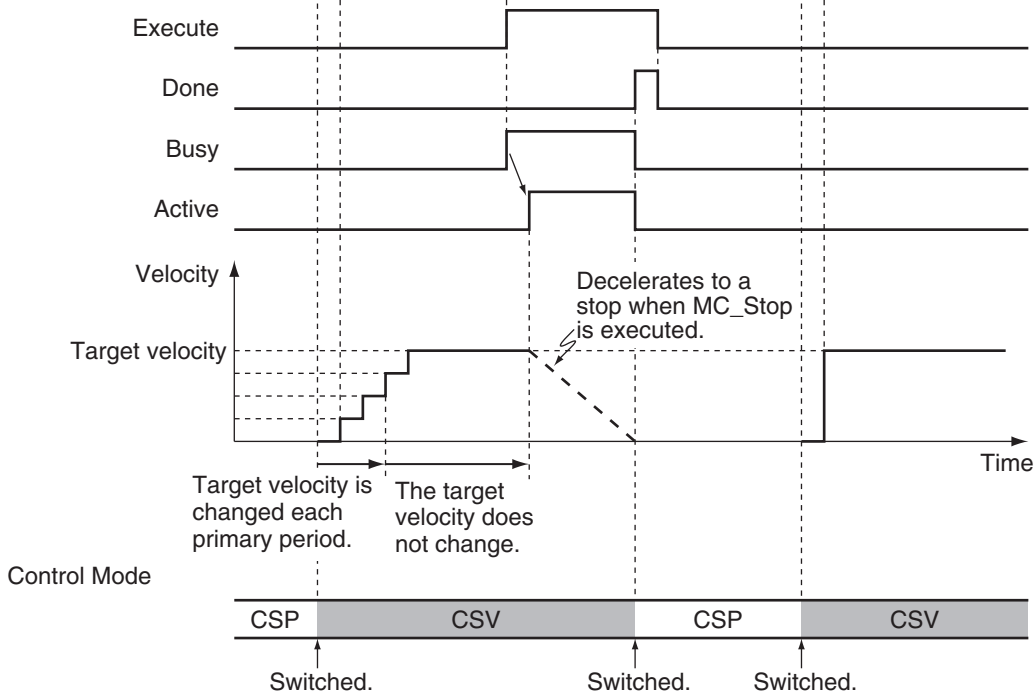 Execute
Done
Busy
Active
Velocity
Decelerates to a
stop when MC_Stop
is executed.
Target velocity
Time
Target velocity is
changed each
primary period.
The target
velocity does
not change.
Control Mode
CSP
CSV
CSP
CSV
Switched.
Switched.
Switched.